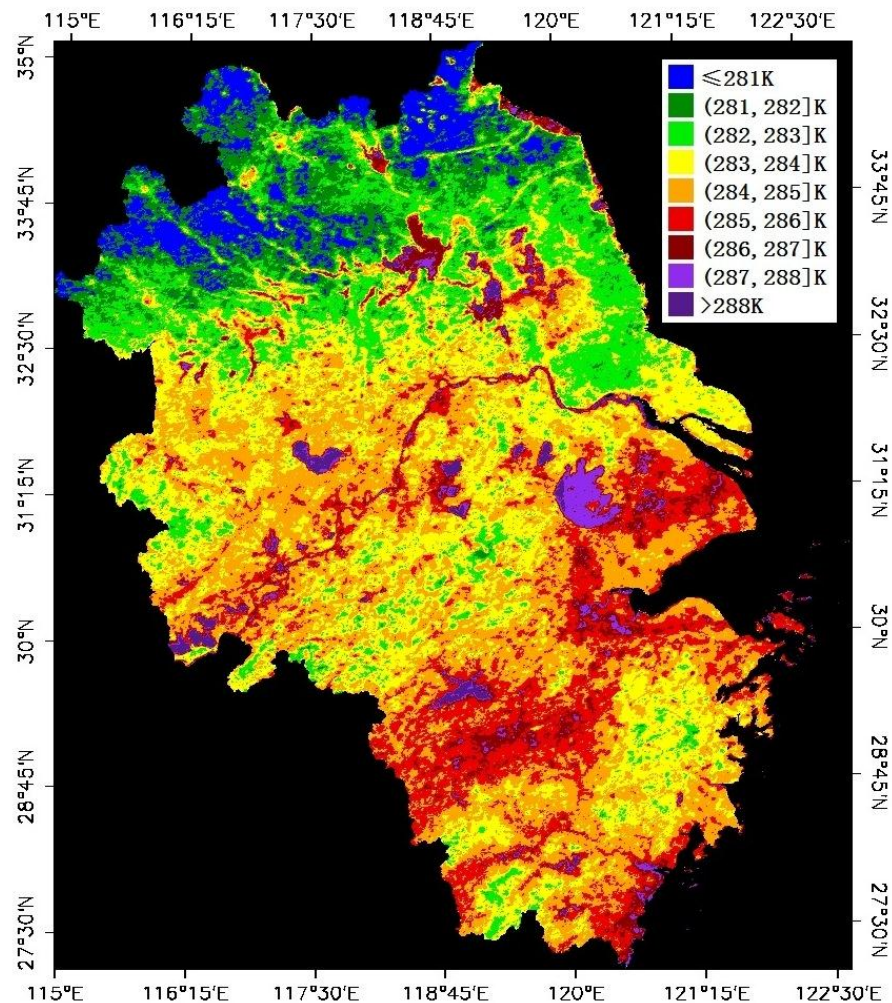 115°E 116°15′E 117°30′E 118°45′E 120°E 121°15′E 122°30′E
35°N
33°45′N
32°30′N
31°15′N
30°N
28°45′N
27°30′N
≤281K
(281,282]K
(282,283]K
(283,284]K
(284,285]K
(285,286]K
(286,287]K
(287,288]K
>288K
33°45′N
32°30′N
31°15′N
30°N
28°45′N
27°30′N
115°E 116°15′E 117°30′E 118°45′E 120°E 121°15′E 122°30′E